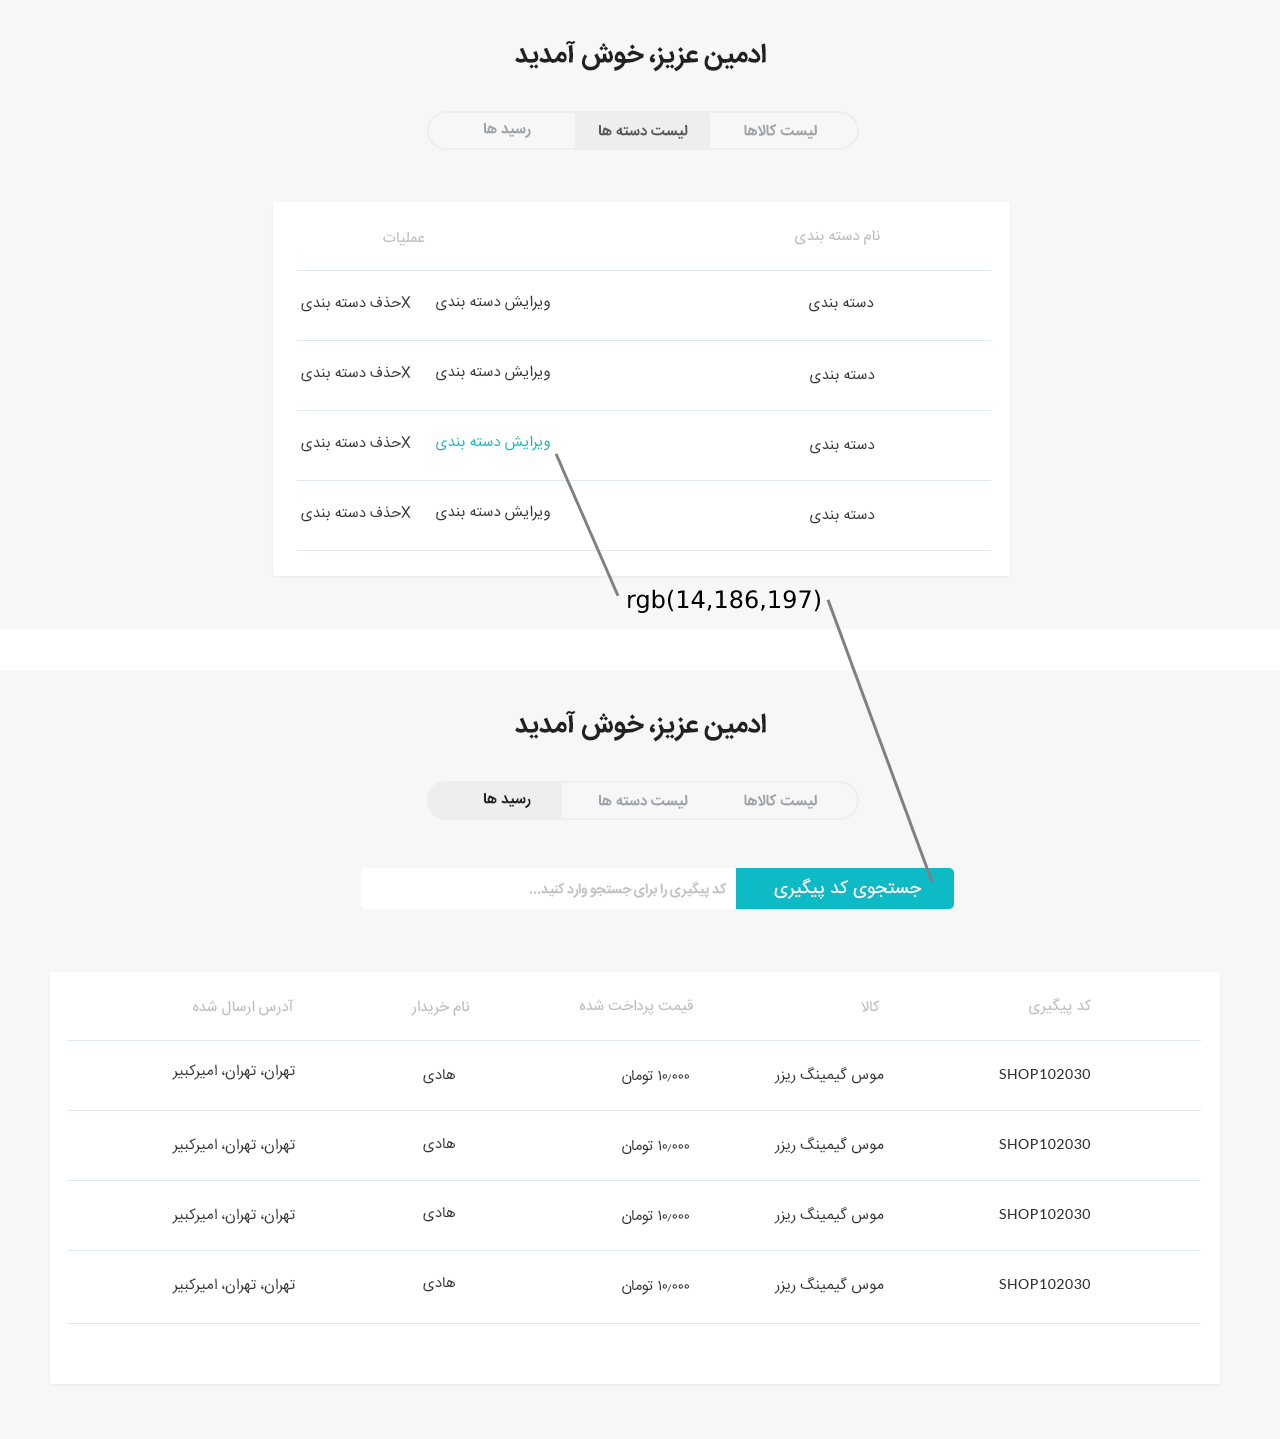 ادمین عزیز، خوش آمدید
لیست کالاها لیست دسته ها رسید ها
نام دسته بندی عملیات
دسته بندی ویرایش دسته بندی Xحذف دسته بندی
دسته بندی ویرایش دسته بندی Xحذف دسته بندی
دسته بندی ویرایش دسته بندی Xحذف دسته بندی
دسته بندی ویرایش دسته بندی Xحذف دسته بندی
rgb(14,186,197)
ادمین عزیز، خوش آمدید
لیست کالاها لیست دسته ها رسید ها
جستجوی کد پیگیری کد پیگیری را برای جستجو وارد کنید...
کد پیگیری کالا قیمت پرداخت شده نام خریدار آدرس ارسال شده
SHOP102030 موس گیمینگ ریزر ۱۰٫۰۰۰ تومان هادی تهران، تهران، امیرکبیر
SHOP102030 موس گیمینگ ریزر ۱۰٫۰۰۰ تومان هادی تهران، تهران، امیرکبیر
SHOP102030 موس گیمینگ ریزر ۱۰٫۰۰۰ تومان هادی تهران، تهران، امیرکبیر
SHOP102030 موس گیمینگ ریزر ۱۰٫۰۰۰ تومان هادی تهران، تهران، امیرکبیر